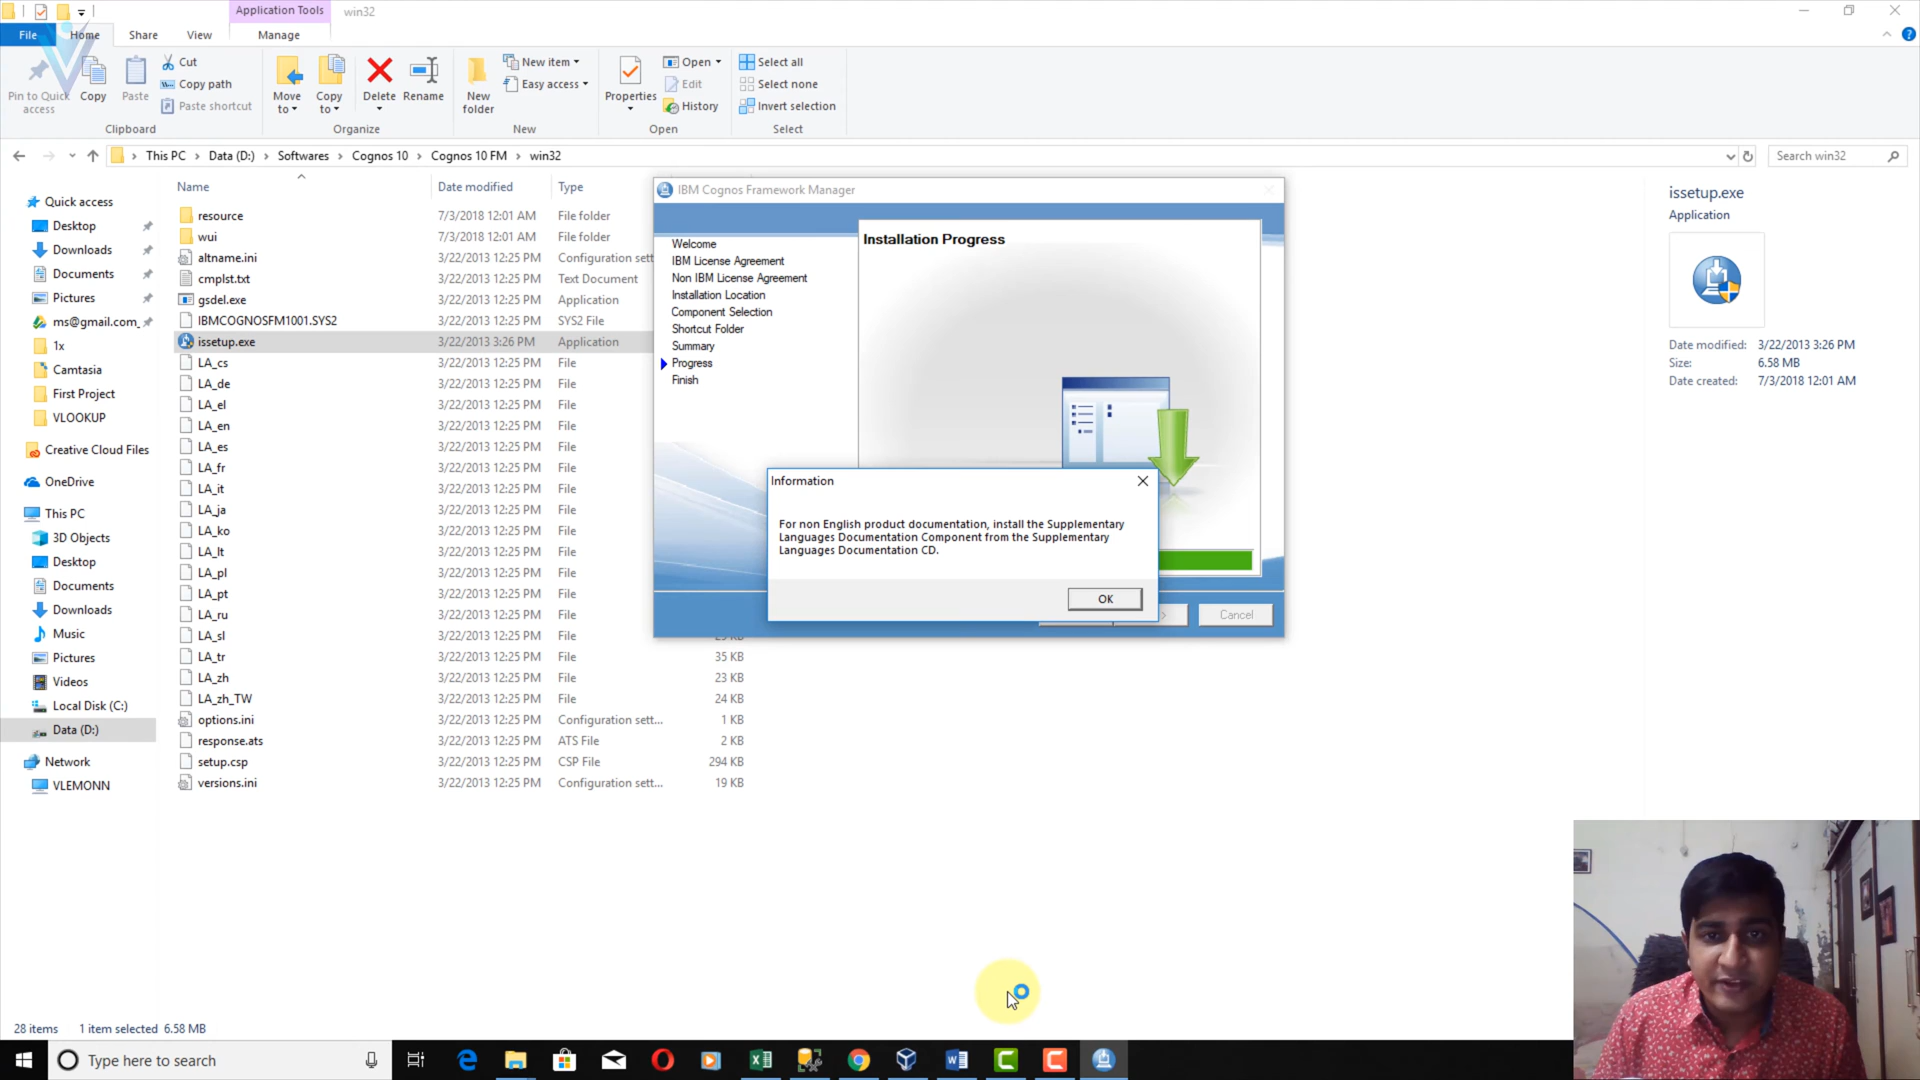 Application Tools
win32
File
Home
Share
View
Manage
Pin to Quick access
Copy
Paste
Cut
Copy path
Paste shortcut
Clipboard
Move to
Copy to
Delete
Rename
Organize
New folder
New item
Easy access
New
Properties
Open
Edit
History
Open
Select all
Select none
Invert selection
Select
This PC > Data (D:) > Softwares > Cognos 10 > Cognos 10 FM > win32
Search win32
Quick access
Desktop
Downloads
Documents
Pictures
ms@gmail.com_
1x
Camtasia
First Project
VLOOKUP
Creative Cloud Files
OneDrive
This PC
3D Objects
Desktop
Documents
Downloads
Music
Pictures
Videos
Local Disk (C:)
Data (D:)
Network
VLEMONN
Name Date modified Type
resource 7/3/2018 12:01 AM File folder
wui 7/3/2018 12:01 AM File folder
altname.ini 3/22/2013 12:25 PM Configuration sett
cmplst.txt 3/22/2013 12:25 PM Text Document
gsdel.exe 3/22/2013 12:25 PM Application
IBMCOGNOSFM1001.SYS2 3/22/2013 12:25 PM SYS2 File
issetup.exe 3/22/2013 3:26 PM Application
LA_cs 3/22/2013 12:25 PM File
LA_de 3/22/2013 12:25 PM File
LA_el 3/22/2013 12:25 PM File
LA_en 3/22/2013 12:25 PM File
LA_es 3/22/2013 12:25 PM File
LA_fr 3/22/2013 12:25 PM File
LA_it 3/22/2013 12:25 PM File
LA_ja 3/22/2013 12:25 PM File
LA_ko 3/22/2013 12:25 PM File
LA_lt 3/22/2013 12:25 PM File
LA_pl 3/22/2013 12:25 PM File
LA_pt 3/22/2013 12:25 PM File
LA_ru 3/22/2013 12:25 PM File
LA_sl 3/22/2013 12:25 PM File
LA_tr 3/22/2013 12:25 PM File 35 KB
LA_zh 3/22/2013 12:25 PM File 23 KB
LA_zh_TW 3/22/2013 12:25 PM File 24 KB
options.ini 3/22/2013 12:25 PM Configuration sett... 1 KB
response.ats 3/22/2013 12:25 PM ATS File 2 KB
setup.csp 3/22/2013 12:25 PM CSP File 294 KB
versions.ini 3/22/2013 12:25 PM Configuration sett... 19 KB
IBM Cognos Framework Manager
Welcome
IBM License Agreement
Non IBM License Agreement
Installation Location
Component Selection
Shortcut Folder
Summary
Progress
Finish
Installation Progress
Information
For non English product documentation, install the Supplementary
Languages Documentation Component from the Supplementary
Languages Documentation CD.
OK
Cancel
issetup.exe
Application
Date modified: 3/22/2013 3:26 PM
Size: 6.58 MB
Date created: 7/3/2018 12:01 AM
28 items 1 item selected 6.58 MB
Type here to search